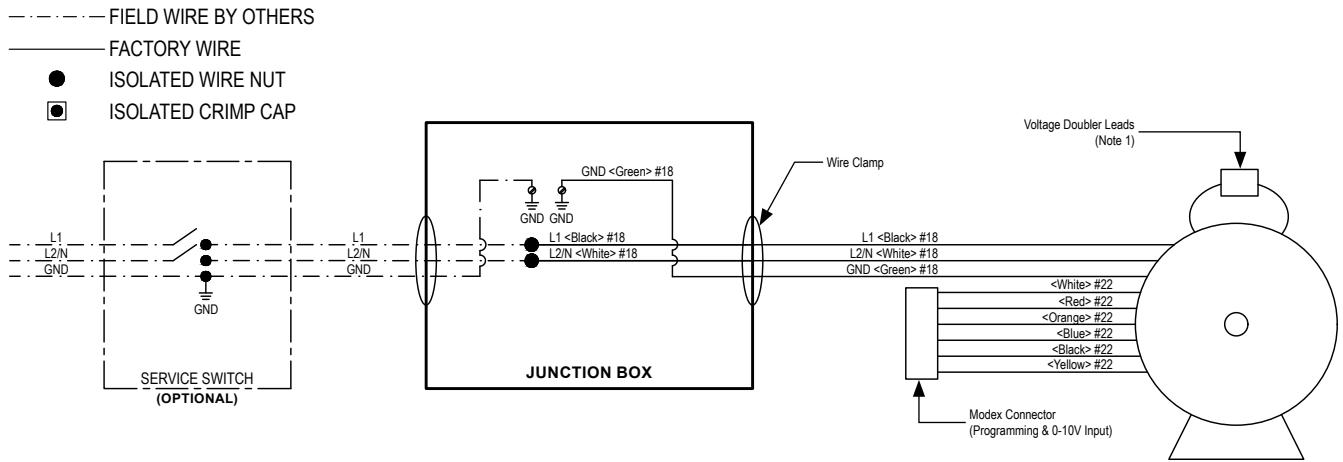 FIELD WIRE BY OTHERS
FACTORY WIRE
ISOLATED WIRE NUT
ISOLATED CRIMP CAP
Voltage Doubler Leads
(Note 1)
Wire Clamp
GND <Green> #18
GND
GND
L1
L2/N
GND
GND
SERVICE SWITCH
(OPTIONAL)
L1
L2/N
GND
L1 <Black> #18
L2/N <White> #18
JUNCTION BOX
L1 <Black> #18
L2/N <White> #18
GND <Green> #18
<White> #22
<Red> #22
<Orange> #22
<Blue> #22
<Black> #22
<Yellow> #22
Modex Connector
(Programming & 0-10V Input)